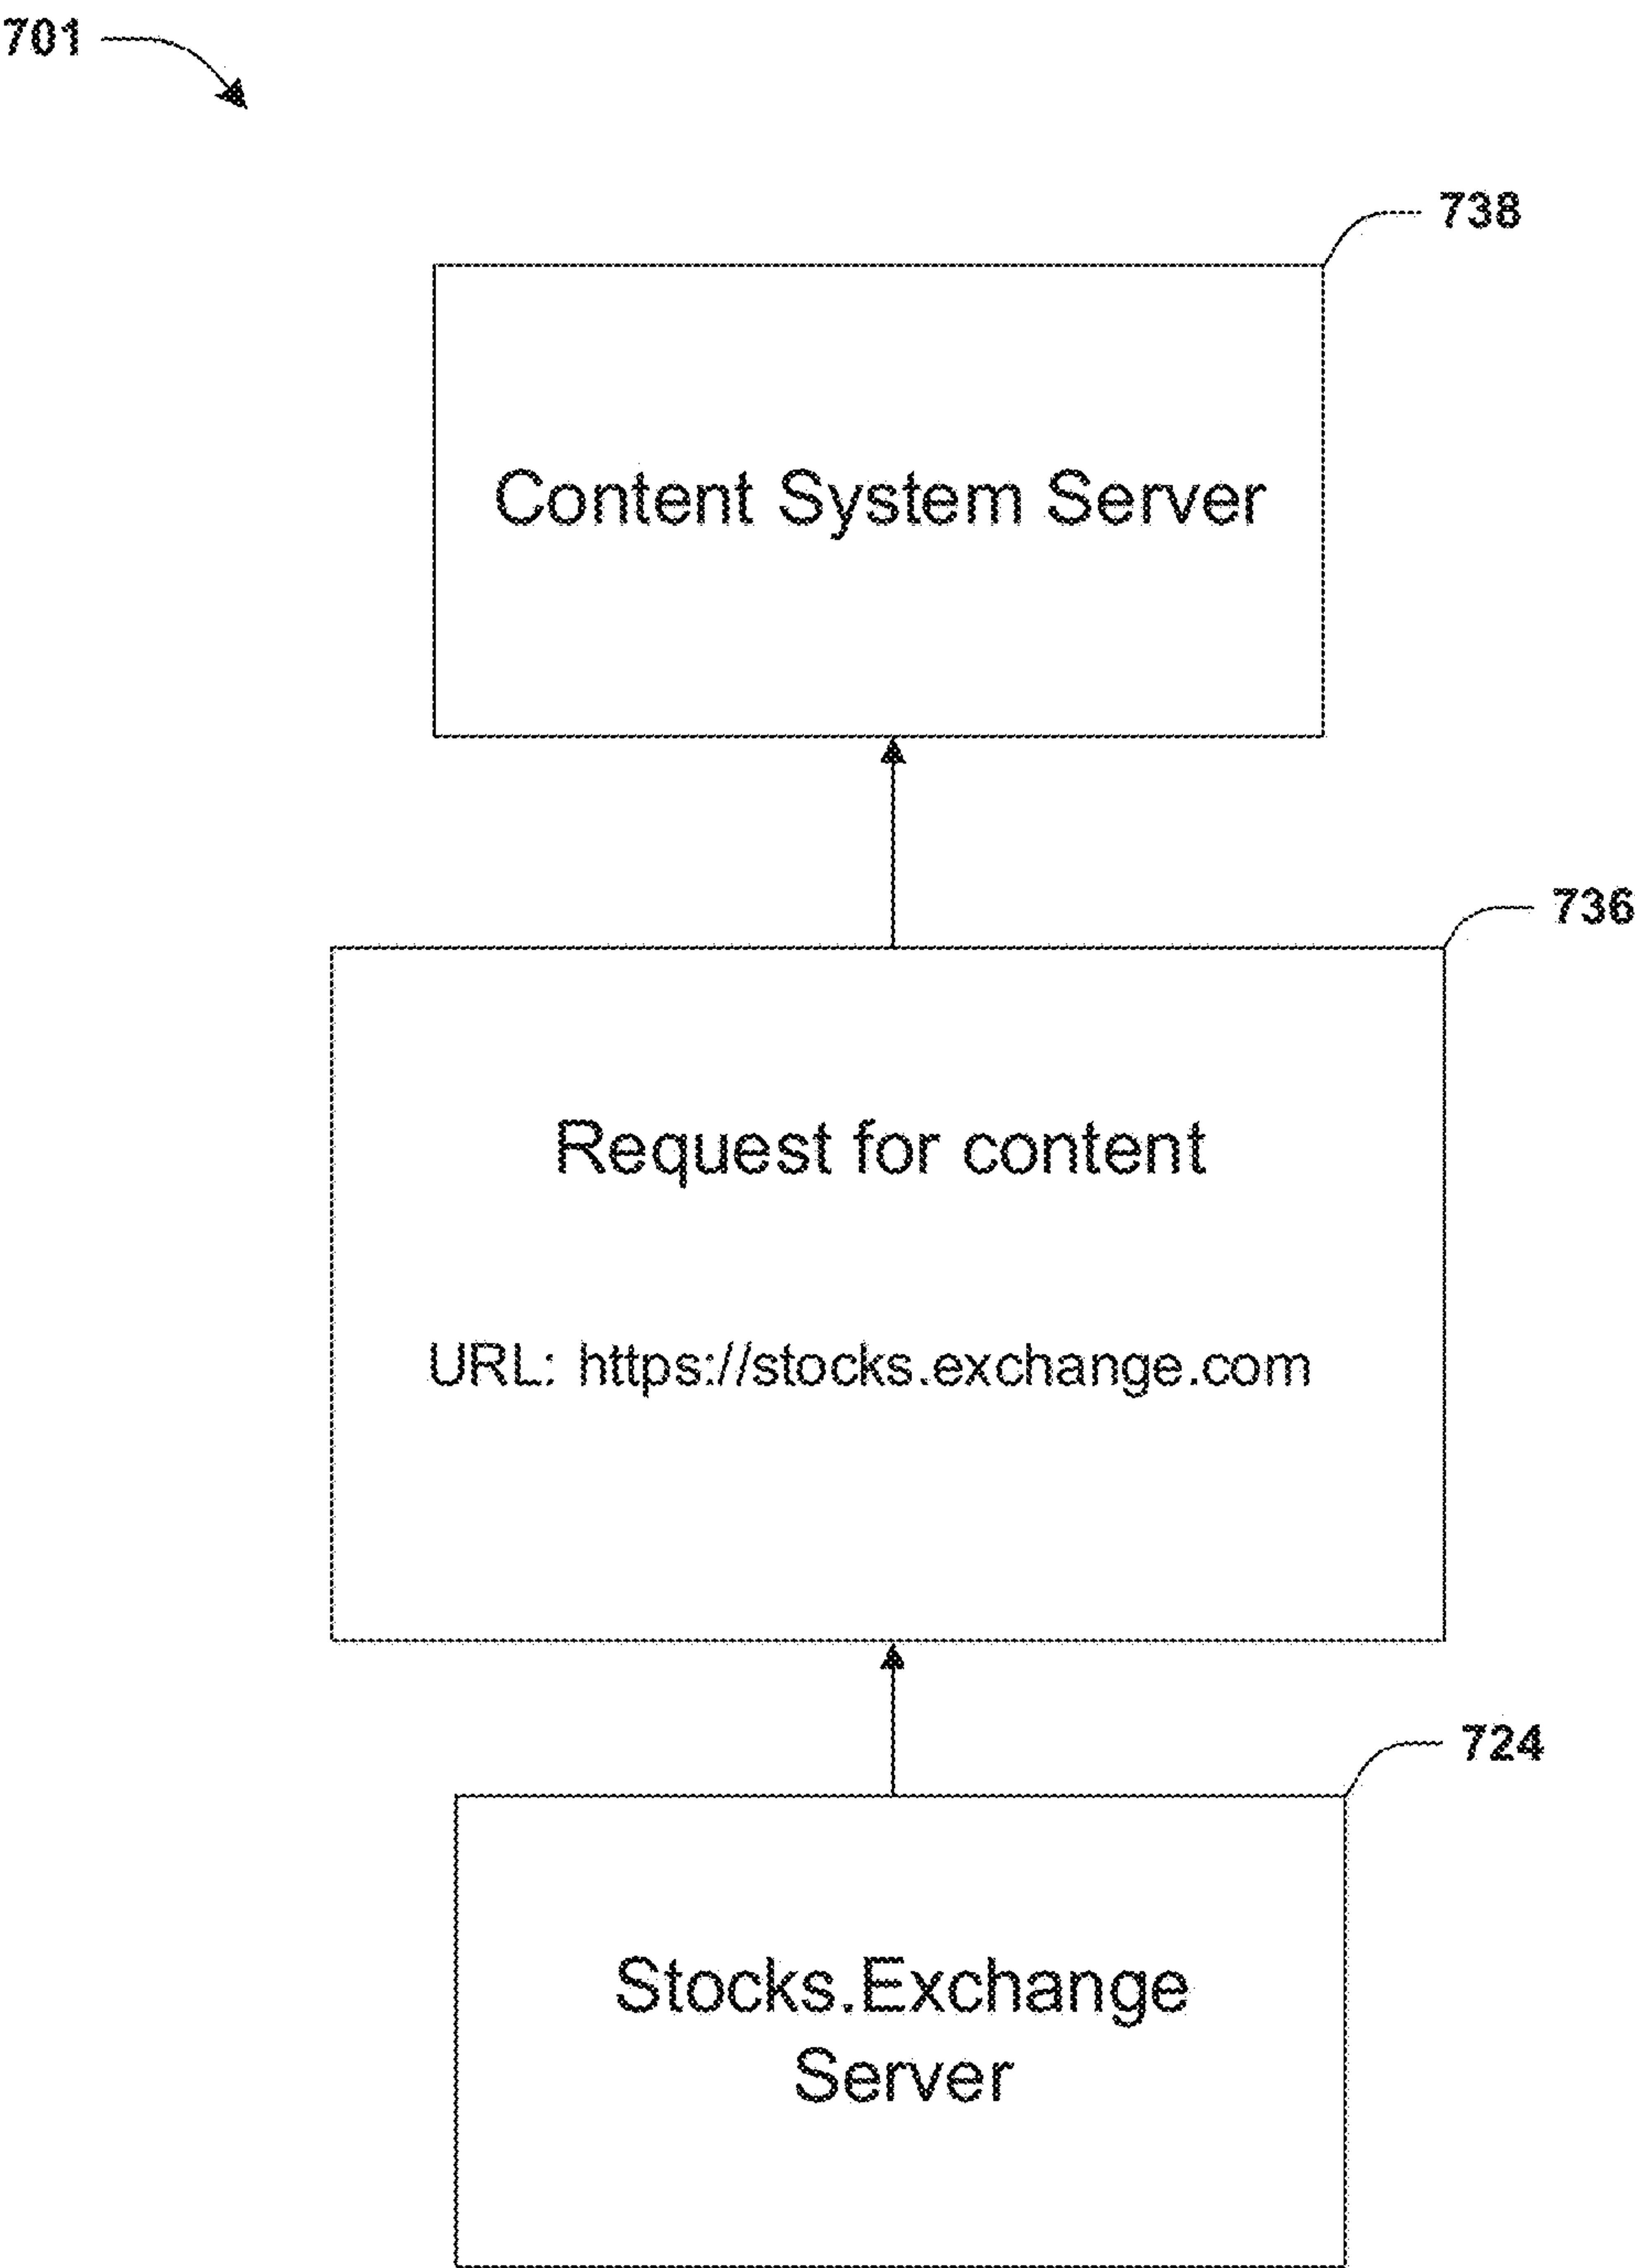 701
738
Content System Server
736
Request for content
URL: https://stocks.exchange.com
724
Stocks.Exchange
Server